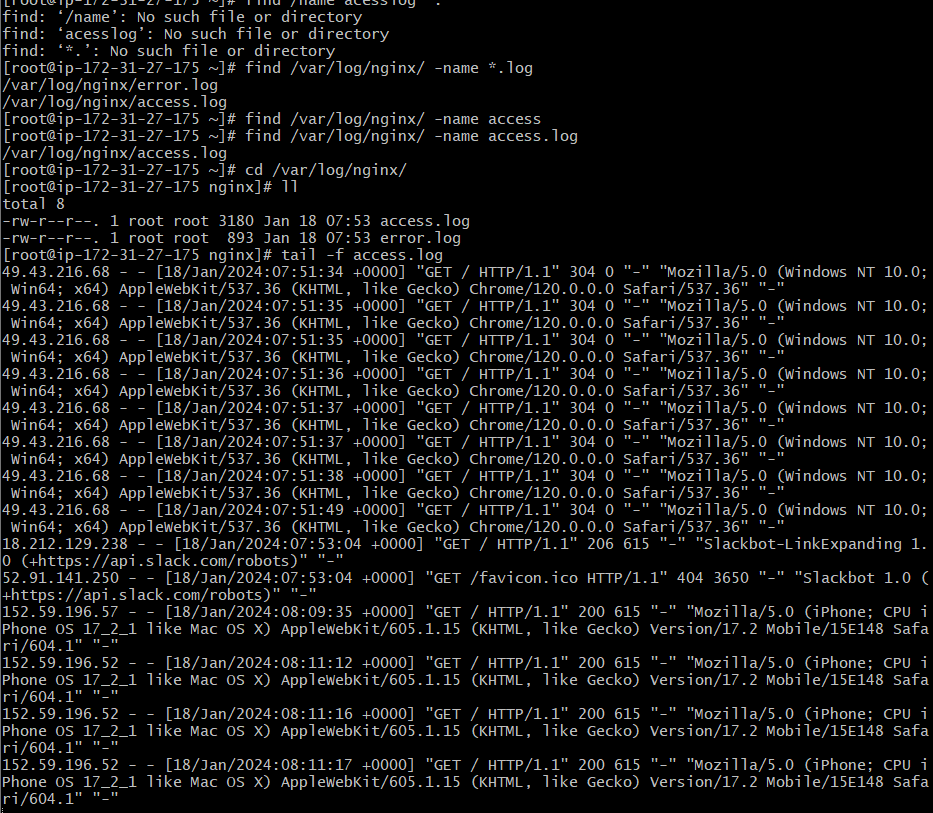 [root@ip-172-31-27-175 ~]# find /name acesslog *.
find: ‘/name’: No such file or directory
find: ‘acesslog’: No such file or directory
find: ‘*.’: No such file or directory
[root@ip-172-31-27-175 ~]# find /var/log/nginx/ -name *.log
/var/log/nginx/error.log
/var/log/nginx/access.log
[root@ip-172-31-27-175 ~]# find /var/log/nginx/ -name access
[root@ip-172-31-27-175 ~]# find /var/log/nginx/ -name access.log
/var/log/nginx/access.log
[root@ip-172-31-27-175 ~]# cd /var/log/nginx/
[root@ip-172-31-27-175 nginx]# ll
total 8
-rw-r--r--. 1 root root 3180 Jan 18 07:53 access.log
-rw-r--r--. 1 root root  893 Jan 18 07:53 error.log
[root@ip-172-31-27-175 nginx]# tail -f access.log
49.43.216.68 - - [18/Jan/2024:07:51:34 +0000] "GET / HTTP/1.1" 304 0 "-" "Mozilla/5.0 (Windows NT 10.0;
 Win64; x64) AppleWebKit/537.36 (KHTML, like Gecko) Chrome/120.0.0.0 Safari/537.36" "-"
49.43.216.68 - - [18/Jan/2024:07:51:35 +0000] "GET / HTTP/1.1" 304 0 "-" "Mozilla/5.0 (Windows NT 10.0;
 Win64; x64) AppleWebKit/537.36 (KHTML, like Gecko) Chrome/120.0.0.0 Safari/537.36" "-"
49.43.216.68 - - [18/Jan/2024:07:51:35 +0000] "GET / HTTP/1.1" 304 0 "-" "Mozilla/5.0 (Windows NT 10.0;
 Win64; x64) AppleWebKit/537.36 (KHTML, like Gecko) Chrome/120.0.0.0 Safari/537.36" "-"
49.43.216.68 - - [18/Jan/2024:07:51:36 +0000] "GET / HTTP/1.1" 304 0 "-" "Mozilla/5.0 (Windows NT 10.0;
 Win64; x64) AppleWebKit/537.36 (KHTML, like Gecko) Chrome/120.0.0.0 Safari/537.36" "-"
49.43.216.68 - - [18/Jan/2024:07:51:37 +0000] "GET / HTTP/1.1" 304 0 "-" "Mozilla/5.0 (Windows NT 10.0;
 Win64; x64) AppleWebKit/537.36 (KHTML, like Gecko) Chrome/120.0.0.0 Safari/537.36" "-"
49.43.216.68 - - [18/Jan/2024:07:51:37 +0000] "GET / HTTP/1.1" 304 0 "-" "Mozilla/5.0 (Windows NT 10.0;
 Win64; x64) AppleWebKit/537.36 (KHTML, like Gecko) Chrome/120.0.0.0 Safari/537.36" "-"
49.43.216.68 - - [18/Jan/2024:07:51:38 +0000] "GET / HTTP/1.1" 304 0 "-" "Mozilla/5.0 (Windows NT 10.0;
 Win64; x64) AppleWebKit/537.36 (KHTML, like Gecko) Chrome/120.0.0.0 Safari/537.36" "-"
49.43.216.68 - - [18/Jan/2024:07:51:49 +0000] "GET / HTTP/1.1" 304 0 "-" "Mozilla/5.0 (Windows NT 10.0;
 Win64; x64) AppleWebKit/537.36 (KHTML, like Gecko) Chrome/120.0.0.0 Safari/537.36" "-"
18.212.129.238 - - [18/Jan/2024:07:53:04 +0000] "GET / HTTP/1.1" 206 615 "-" "Slackbot-LinkExpanding 1.
0 (+https://api.slack.com/robots)" "-"
52.91.141.250 - - [18/Jan/2024:07:53:04 +0000] "GET /favicon.ico HTTP/1.1" 404 3650 "-" "Slackbot 1.0 (
+https://api.slack.com/robots)" "-"
152.59.196.57 - - [18/Jan/2024:08:09:35 +0000] "GET / HTTP/1.1" 200 615 "-" "Mozilla/5.0 (iPhone; CPU i
Phone OS 17_2_1 like Mac OS X) AppleWebKit/605.1.15 (KHTML, like Gecko) Version/17.2 Mobile/15E148 Safa
ri/604.1" "-"
152.59.196.52 - - [18/Jan/2024:08:11:12 +0000] "GET / HTTP/1.1" 200 615 "-" "Mozilla/5.0 (iPhone; CPU i
Phone OS 17_2_1 like Mac OS X) AppleWebKit/605.1.15 (KHTML, like Gecko) Version/17.2 Mobile/15E148 Safa
ri/604.1" "-"
152.59.196.52 - - [18/Jan/2024:08:11:16 +0000] "GET / HTTP/1.1" 200 615 "-" "Mozilla/5.0 (iPhone; CPU i
Phone OS 17_2_1 like Mac OS X) AppleWebKit/605.1.15 (KHTML, like Gecko) Version/17.2 Mobile/15E148 Safa
ri/604.1" "-"
152.59.196.52 - - [18/Jan/2024:08:11:17 +0000] "GET / HTTP/1.1" 200 615 "-" "Mozilla/5.0 (iPhone; CPU i
Phone OS 17_2_1 like Mac OS X) AppleWebKit/605.1.15 (KHTML, like Gecko) Version/17.2 Mobile/15E148 Safa
ri/604.1" "-"